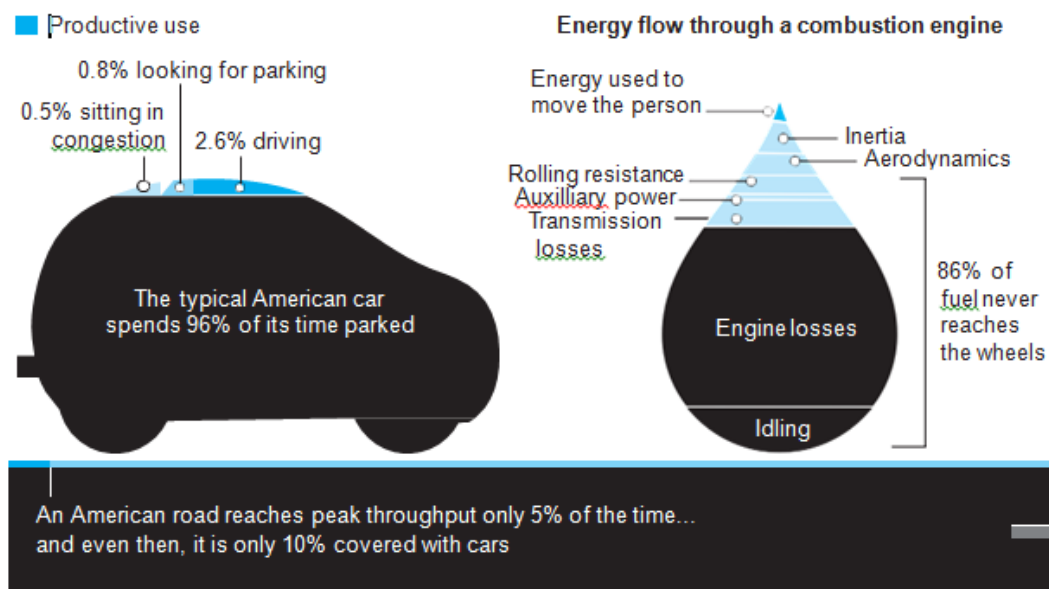 Productive use
0.8% looking for parking
0.5% sitting in
congestion
2.6% driving
The typical American car
spends 96% of its time parked
Energy flow through a combustion engine
Energy used to
move the person
Inertia
Aerodynamics
Rolling resistance
Auxilliary power
Transmission
losses
Engine losses
Idling
86% of
fuel never
reaches
the wheels
An American road reaches peak throughput only 5% of the time...
and even then, it is only 10% covered with cars